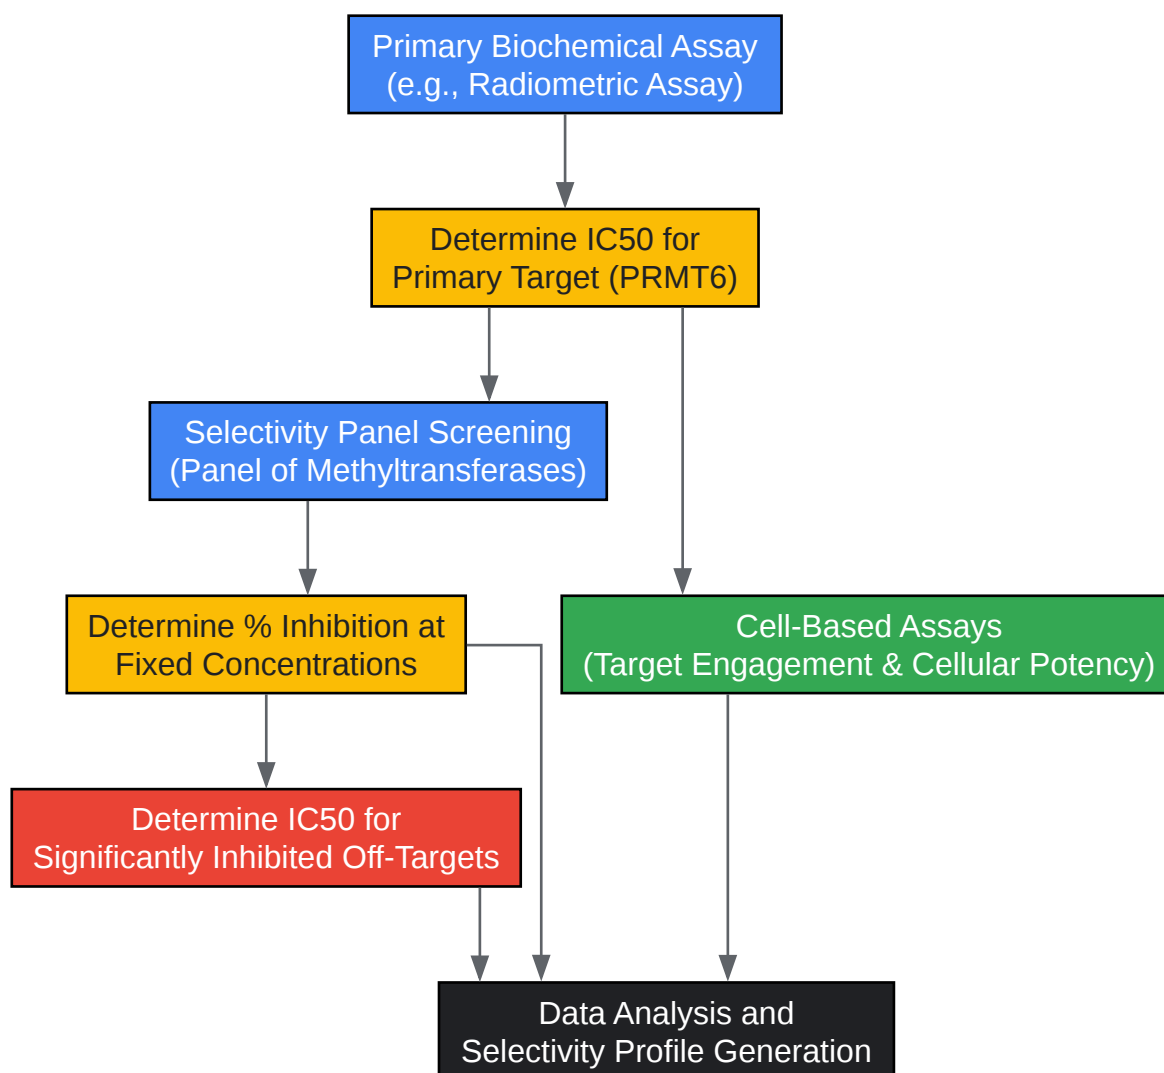 Primary Biochemical Assay
(e.g., Radiometric Assay)
Determine IC50 for
Primary Target (PRMT6)
Selectivity Panel Screening
(Panel of Methyltransferases)
Determine % Inhibition at
Fixed Concentrations
Cell-Based Assays
(Target Engagement & Cellular Potency)
Determine IC50 for
Significantly Inhibited Off-Targets
Data Analysis and
Selectivity Profile Generation